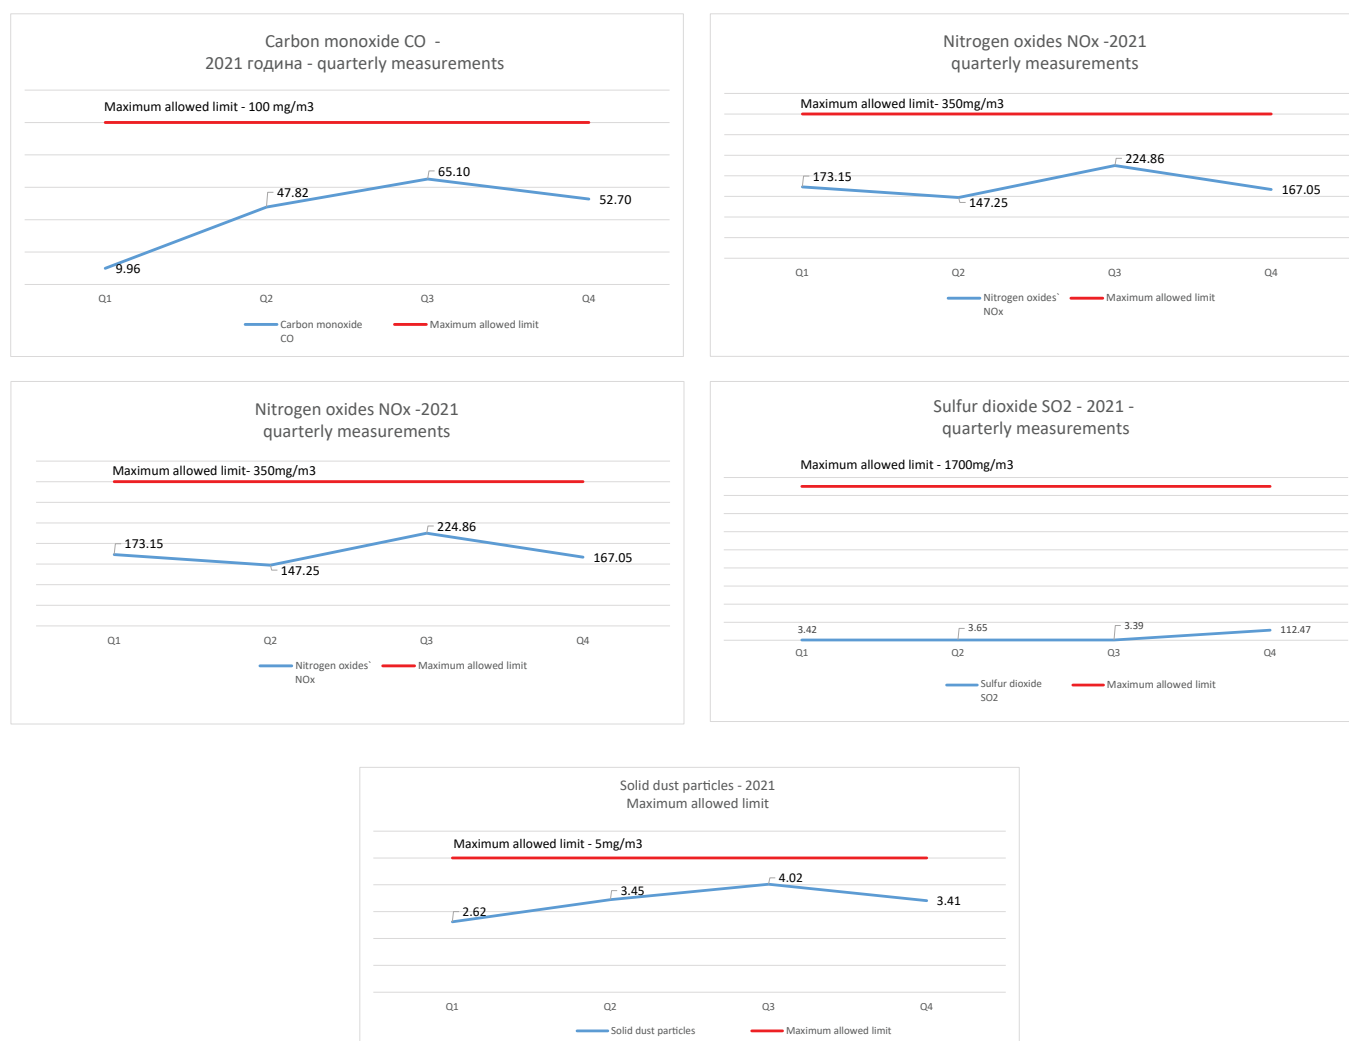 Carbon monoxide CO -
2021 година - quarterly measurements
Maximum allowed limit - 100 mg/m3
65.10
47.82
52.70
9.96
Q1 Q2 Q3 Q4
Carbon monoxide Maximum allowed limit
CO
Nitrogen oxides NOx -2021
quarterly measurements
Maximum allowed limit- 350mg/m3
224.86
173.15
167.05
147.25
Q1 Q2 Q3 Q4
Nitrogen oxides` Maximum allowed limit
NOx
Nitrogen oxides NOx -2021
quarterly measurements
Maximum allowed limit- 350mg/m3
224.86
173.15
167.05
147.25
Q1 Q2 Q3 Q4
Nitrogen oxides` Maximum allowed limit
NOx
Sulfur dioxide SO2 - 2021 -
quarterly measurements
Maximum allowed limit - 1700mg/m3
3.42 3.65 3.39 112.47
Q1 Q2 Q3 Q4
Sulfur dioxide Maximum allowed limit
SO2
Solid dust particles - 2021
Maximum allowed limit
Maximum allowed limit - 5mg/m3
4.02
3.45
3.41
2.62
Q1 Q2 Q3 Q4
Solid dust particles Maximum allowed limit